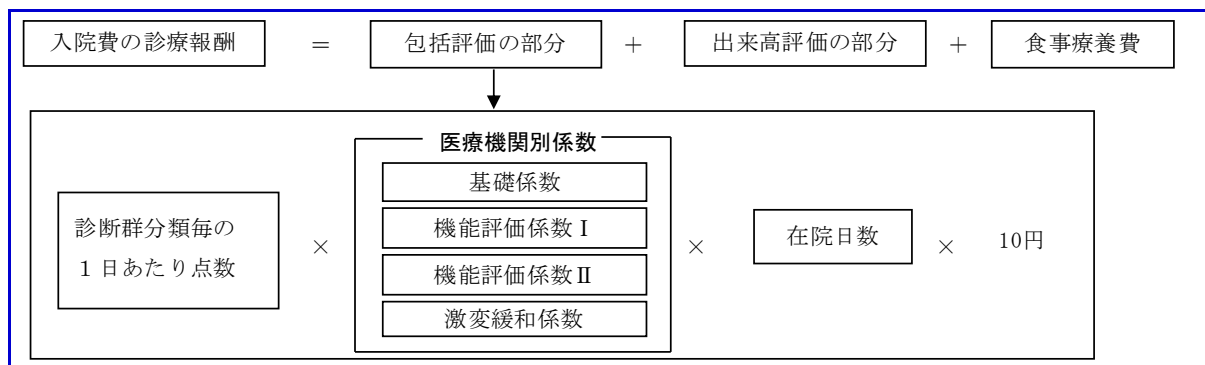 入院費の診療報酬 = 包括評価の部分 + 出来高評価の部分 + 食事療養費
医療機関別係数
基礎係数
機能評価係数Ⅰ
機能評価係数Ⅱ
激変緩和係数
診断群分類毎の
1日あたり点数
×
×
在院日数
×
10円